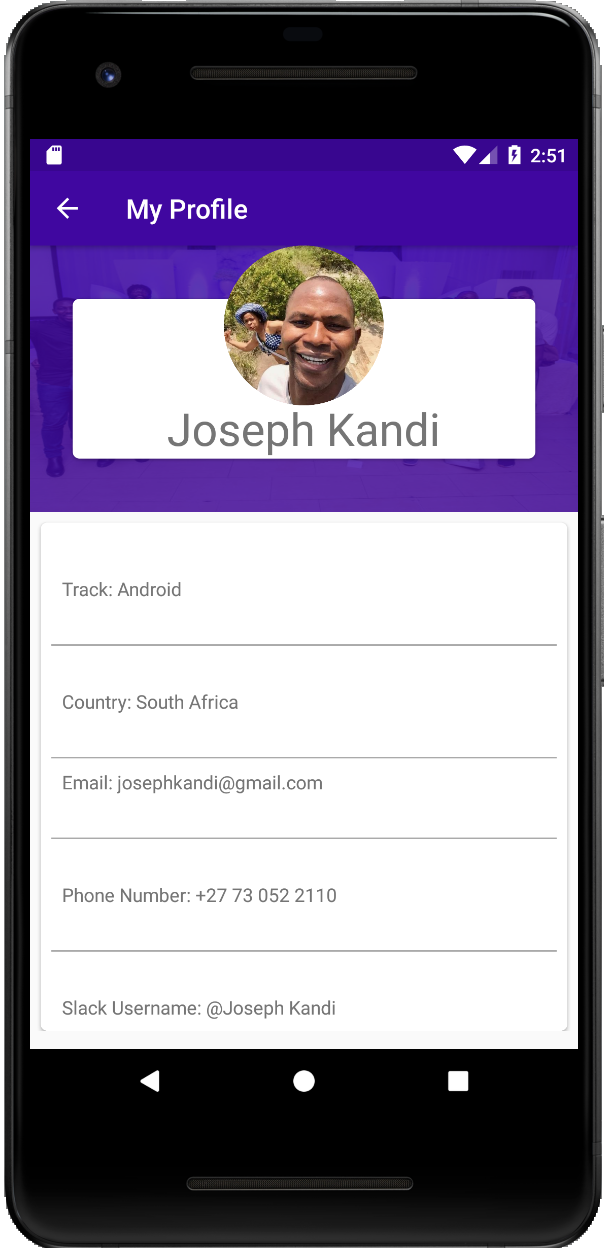 2:51
My Profile
Joseph Kandi
Track: Android
Country: South Africa
Email: josephkandi@gmail.com
Phone Number: +27 73 052 2110
Slack Username: @Joseph Kandi